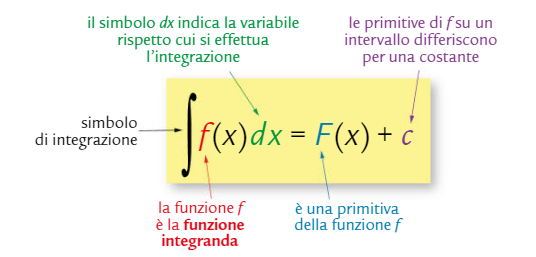 il simbolo dx indica la variabile
rispetto cui si effettua
l'integrazione
le primitive di f su un
intervallo differiscono
per una costante
simbolo
di integrazione
∫f(x)dx = F(x) + c
la funzione f
è la funzione
integranda
è una primitiva
della funzione f